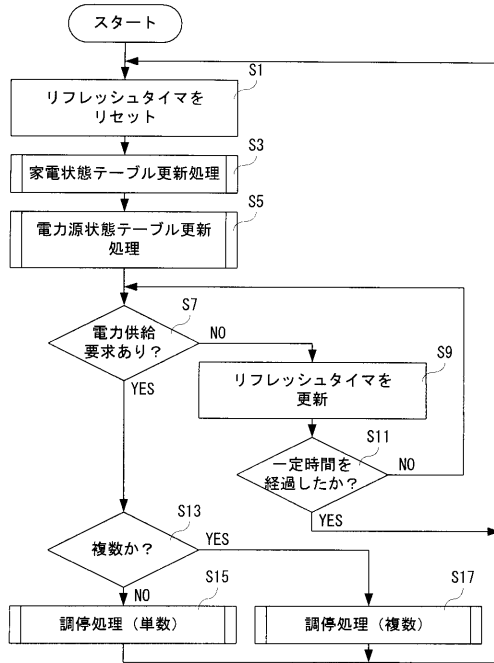 スタート
S1
リフレッシュタイマを
リセット
S3
家電状態テーブル更新処理
S5
電力源状態テーブル更新
処理
S7
電力供給
要求あり？
NO
YES
S9
リフレッシュタイマを
更新
S11
一定時間を
経過したか？
NO
YES
S13
複数か？
YES
NO
S15
調停処理（単数）
S17
調停処理（複数）